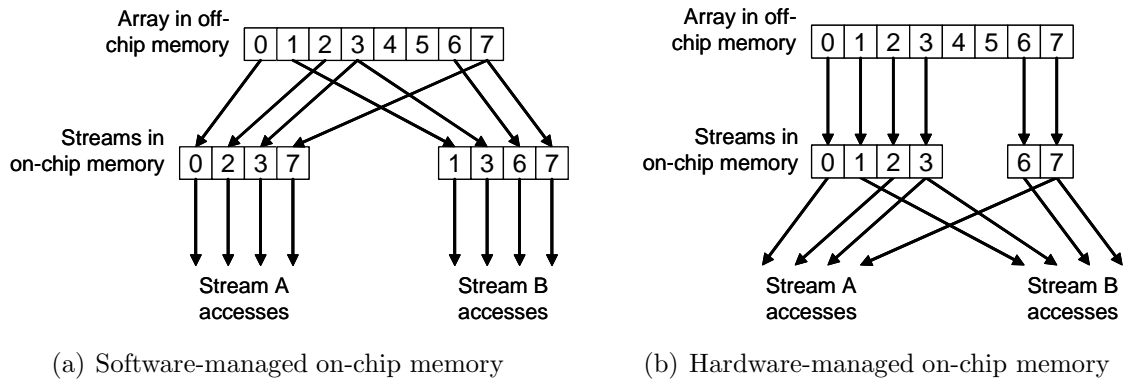 Array in off-
chip memory
0 1 2 3 4 5 6 7
Streams in
on-chip memory
0 2 3 7
1 3 6 7
Stream A
accesses
Stream B
accesses
(a) Software-managed on-chip memory
Array in off-
chip memory
0 1 2 3 4 5 6 7
Streams in
on-chip memory
0 1 2 3
6 7
Stream A
accesses
Stream B
accesses
(b) Hardware-managed on-chip memory